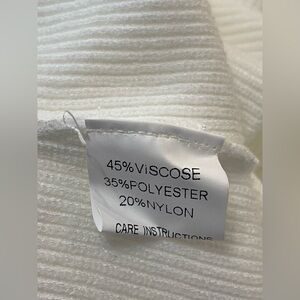 45%ViSCOSE
35%POLYESTER
20%NYLON
CARE INSTRUCTIONS